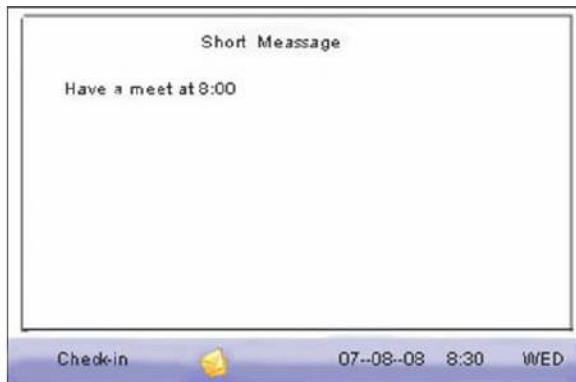 Short Meassage
Have a meet at 8:00
Check-in 07--08--08 8:30 WED